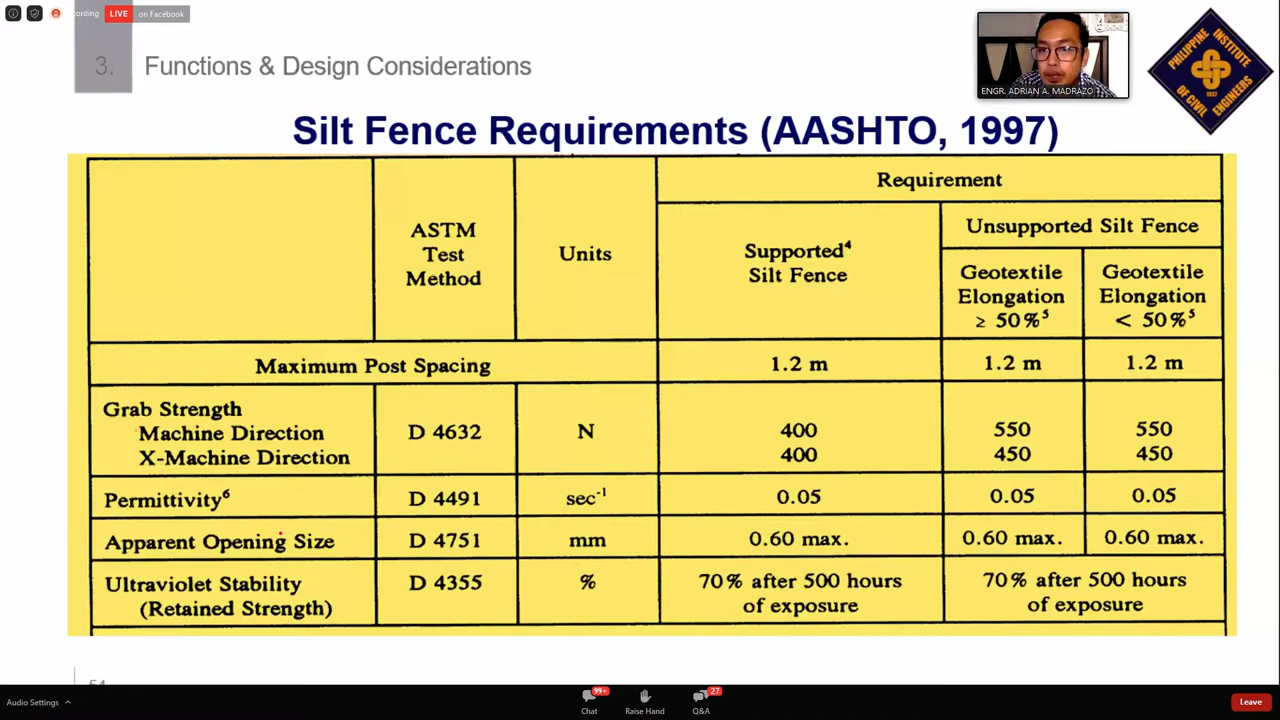 LIVE on Facebook
3. Functions & Design Considerations
ENGR. ADRIAN A. MADRAZO
PHILIPPINE INSTITUTE OF CIVIL ENGINEERS
1937
Silt Fence Requirements (AASHTO, 1997)
ASTM Test Method
Units
Requirement
Supported⁴ Silt Fence
Unsupported Silt Fence
Geotextile Elongation ≥ 50%⁵
Geotextile Elongation < 50%⁵
Maximum Post Spacing 1.2 m 1.2 m 1.2 m
Grab Strength
Machine Direction D 4632 N 400 550 550
X-Machine Direction 400 450 450
Permittivity⁶ D 4491 sec⁻¹ 0.05 0.05 0.05
Apparent Opening Size D 4751 mm 0.60 max. 0.60 max. 0.60 max.
Ultraviolet Stability D 4355 % 70% after 500 hours 70% after 500 hours
(Retained Strength) of exposure of exposure
Audio Settings
99+
Chat
Raise Hand
27
Q&A
Leave